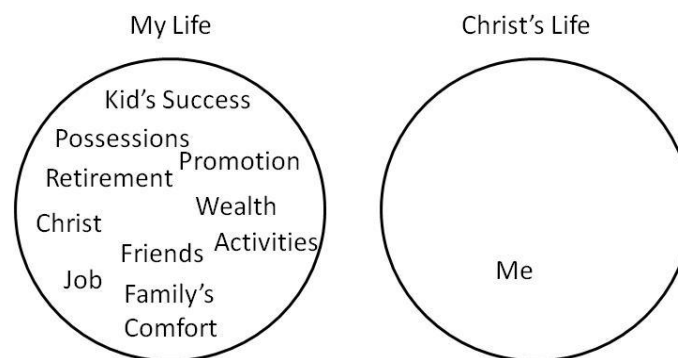 My Life
Christ's Life
Kid's Success
Possessions
Promotion
Retirement
Wealth
Christ
Activities
Friends
Job
Family's
Comfort
Me